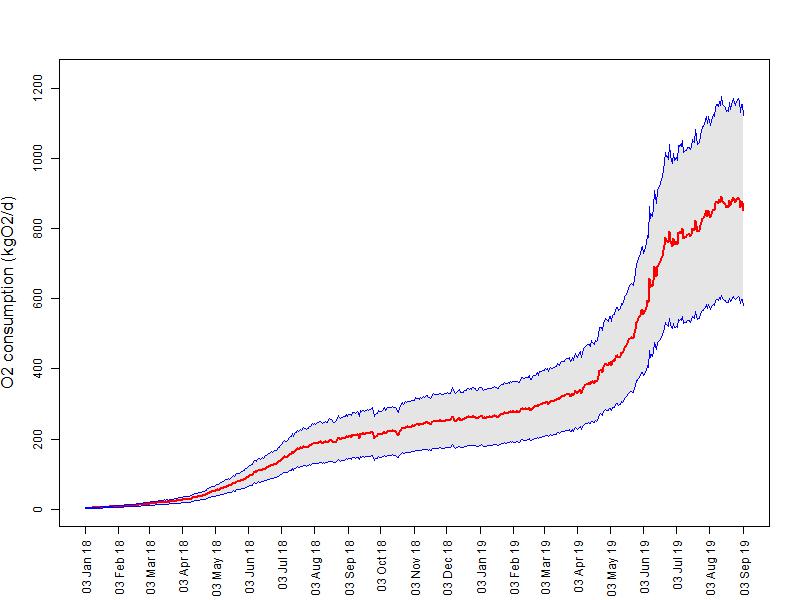 O2 consumption (kgO2/d)
1200
1000
800
600
400
200
0
03 Jan 18
03 Feb 18
03 Mar 18
03 Apr 18
03 May 18
03 Jun 18
03 Jul 18
03 Aug 18
03 Sep 18
03 Oct 18
03 Nov 18
03 Dec 18
03 Jan 19
03 Feb 19
03 Mar 19
03 Apr 19
03 May 19
03 Jun 19
03 Jul 19
03 Aug 19
03 Sep 19